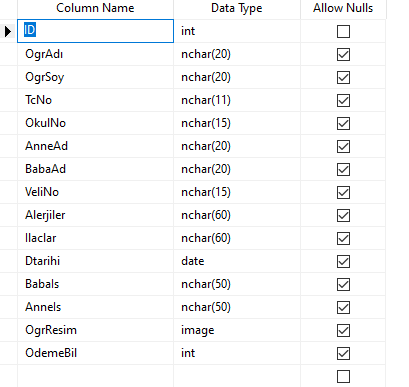 Column Name Data Type Allow Nulls
ID int
OgrAdı nchar(20)
OgrSoy nchar(20)
TcNo nchar(11)
OkulNo nchar(15)
AnneAd nchar(20)
BabaAd nchar(20)
VeliNo nchar(15)
Alerjiler nchar(60)
Ilaclar nchar(60)
Dtarihi date
BabaIs nchar(50)
AnneIs nchar(50)
OgrResim image
OdemeBil int